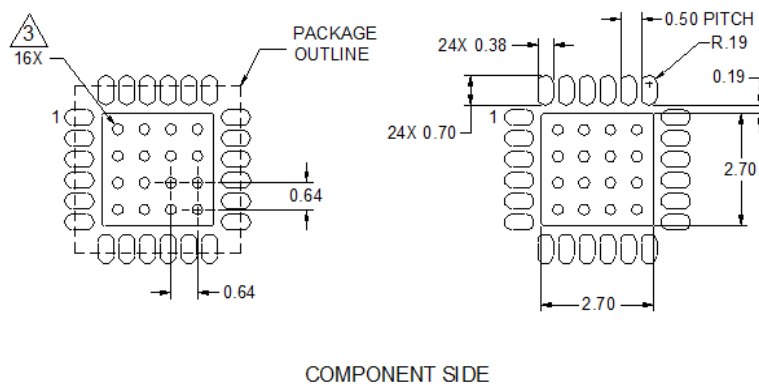 3
16X
PACKAGE
OUTLINE
1
0.64
0.64
24X 0.38
0.50 PITCH
R.19
0.19
24X 0.70
1
2.70
2.70
COMPONENT SIDE